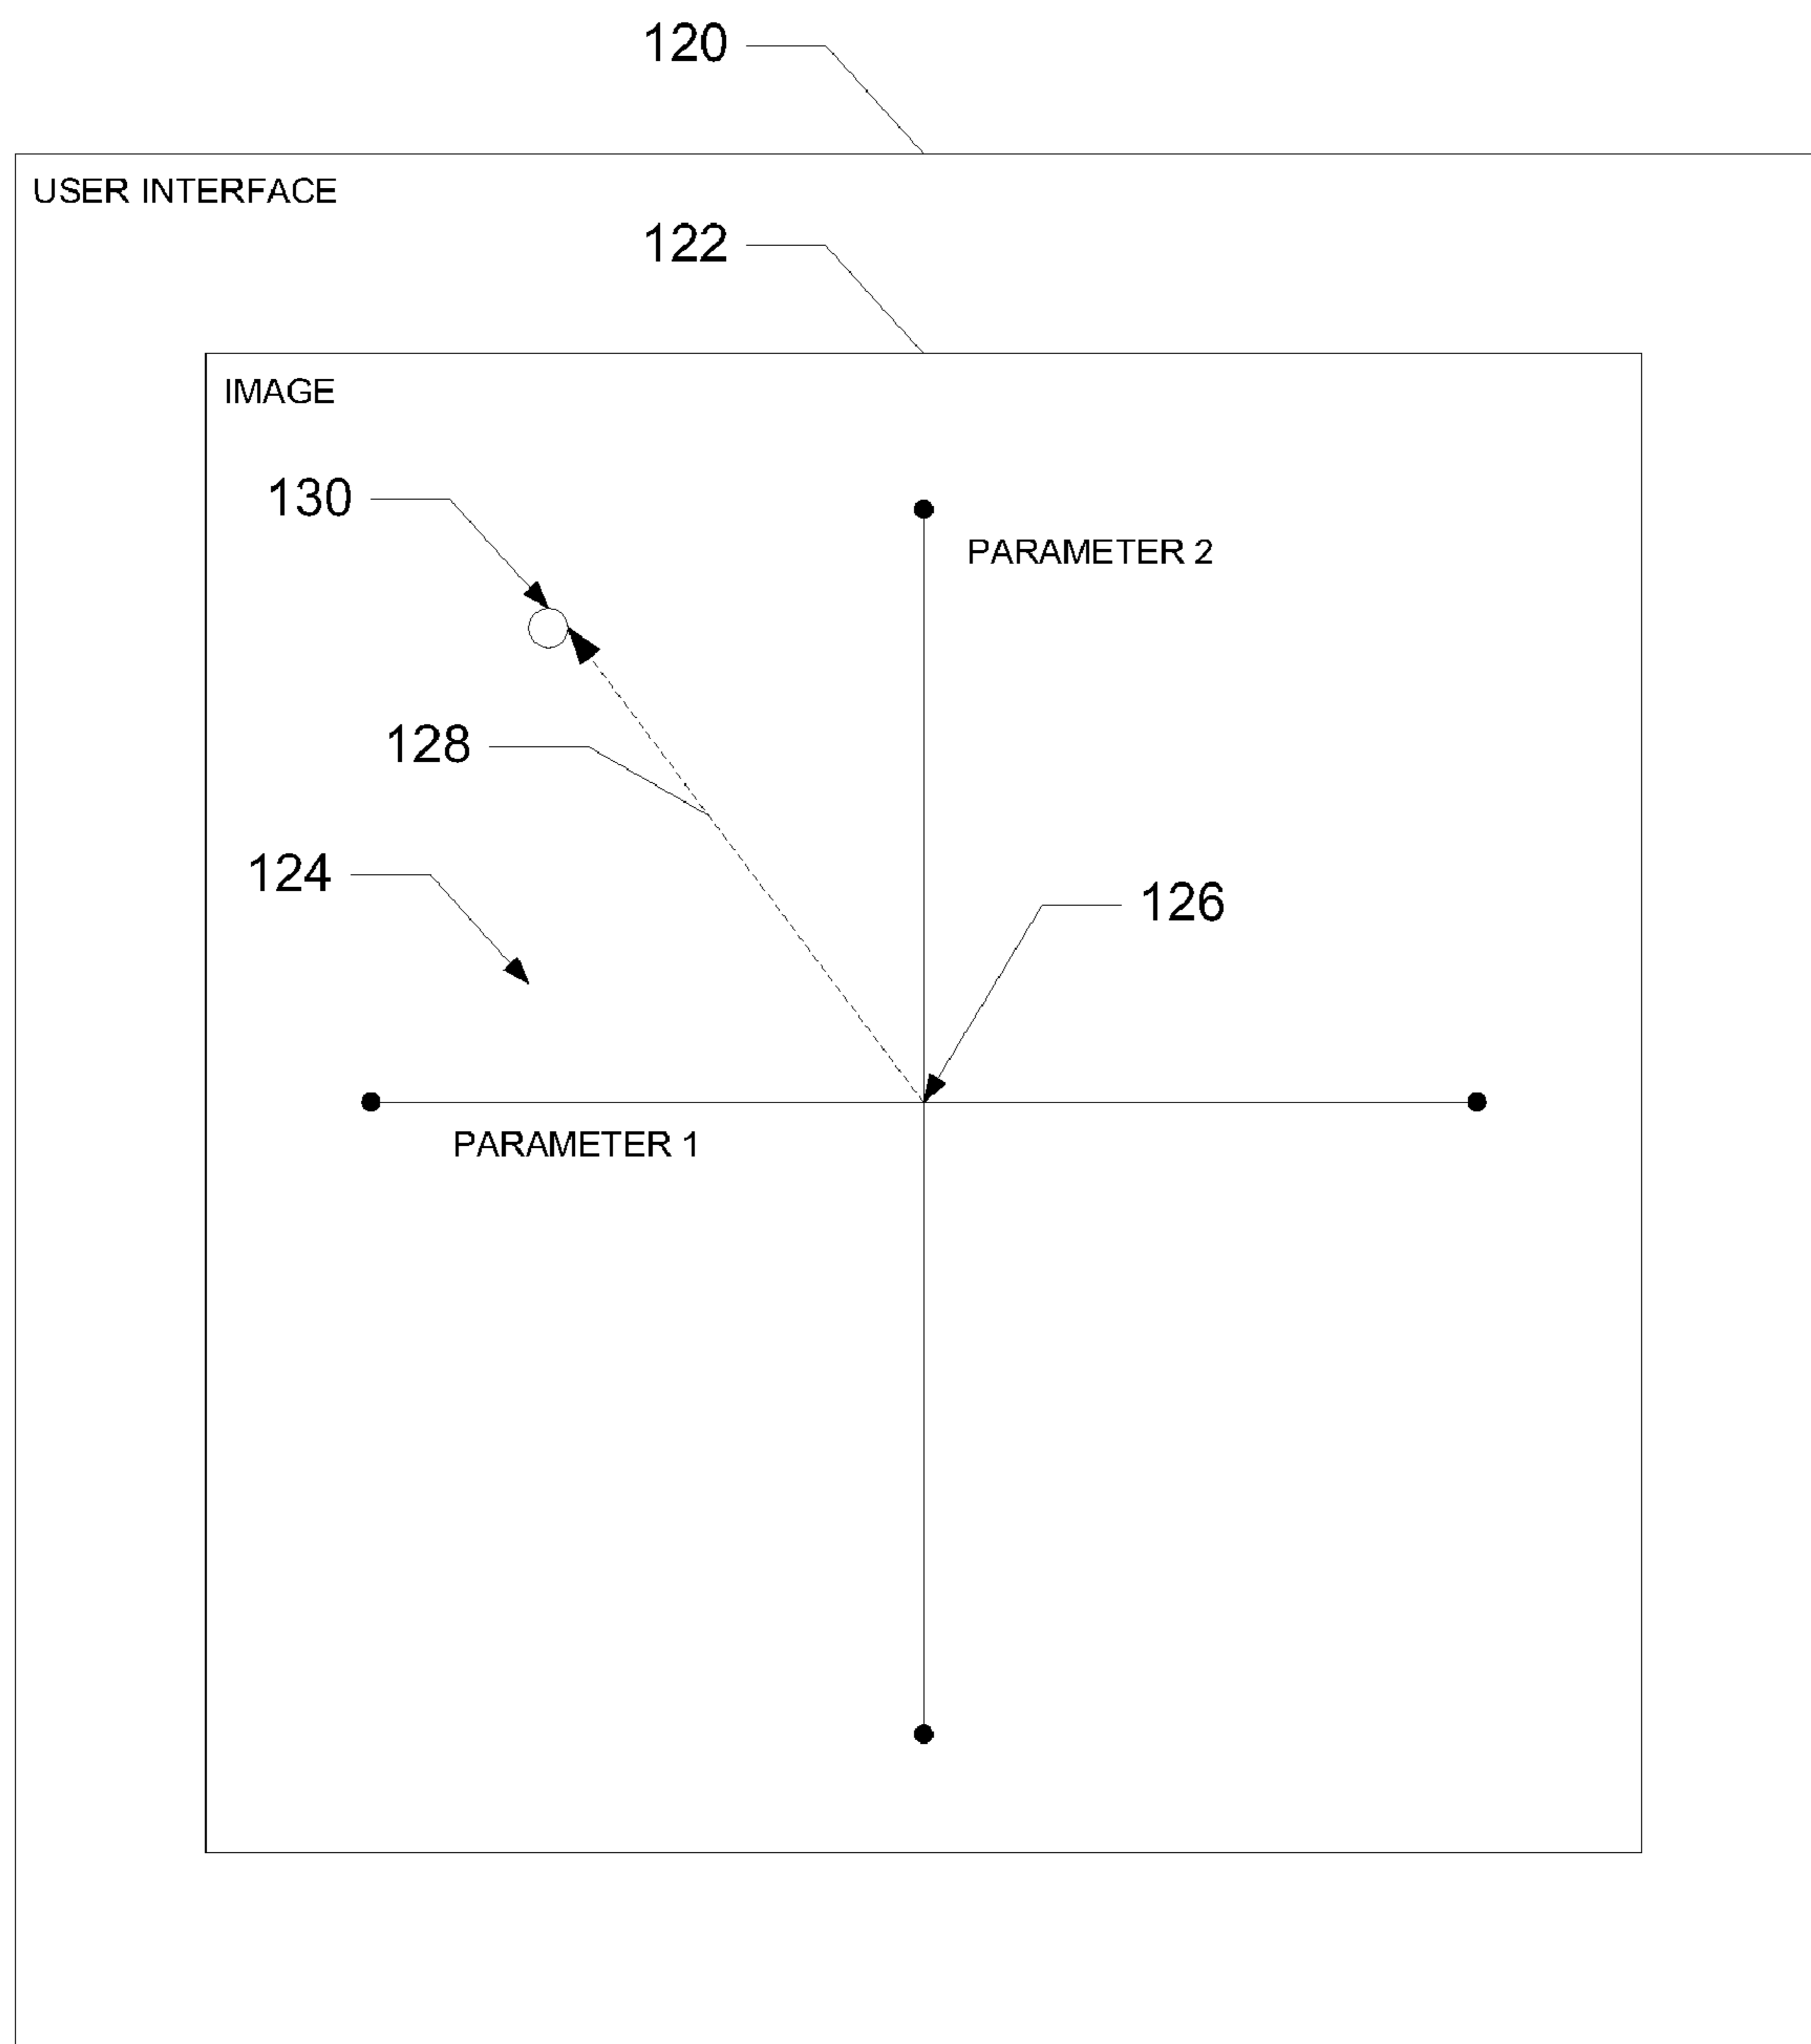 120
USER INTERFACE
122
IMAGE
130
PARAMETER 2
128
124
126
PARAMETER 1